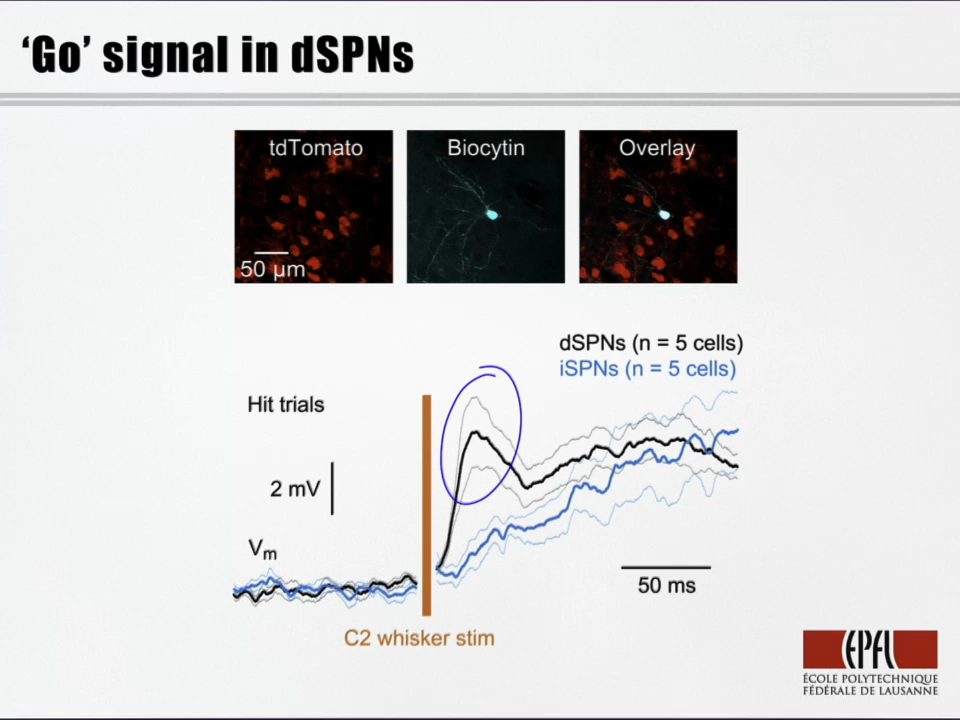 ‘Go’ signal in dSPNs
tdTomato
Biocytin
Overlay
50 µm
dSPNs (n = 5 cells)
iSPNs (n = 5 cells)
Hit trials
2 mV
Vm
50 ms
C2 whisker stim
EPFL
ÉCOLE POLYTECHNIQUE
FÉDÉRALE DE LAUSANNE